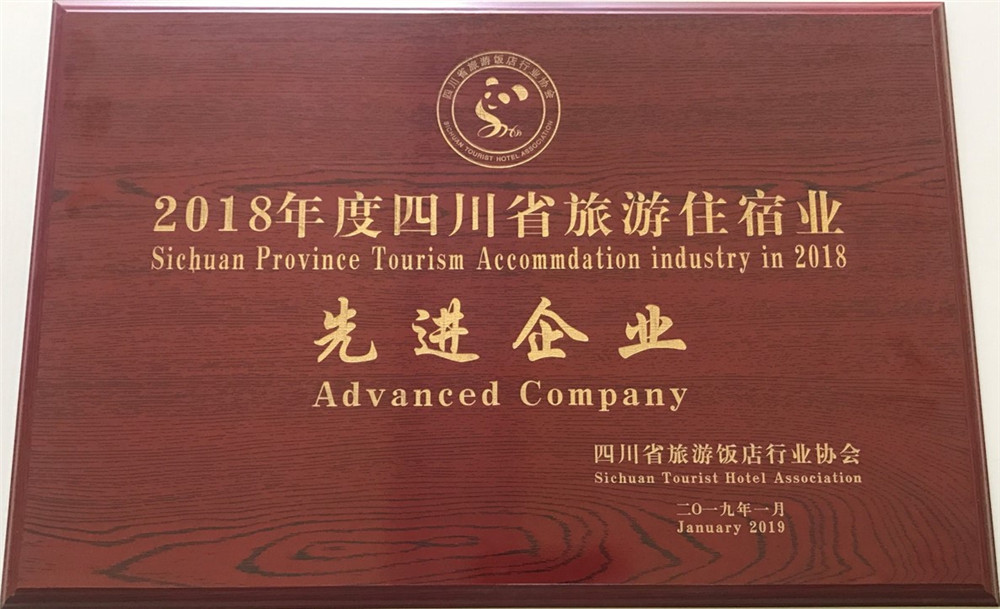 四川省旅游饭店行业协会
SICHUAN TOURIST HOTEL ASSOCIATION
2018年度四川省旅游住宿业
Sichuan Province Tourism Accommdation industry in 2018
先进企业
Advanced Company
四川省旅游饭店行业协会
Sichuan Tourist Hotel Association
二O一九年一月
January 2019